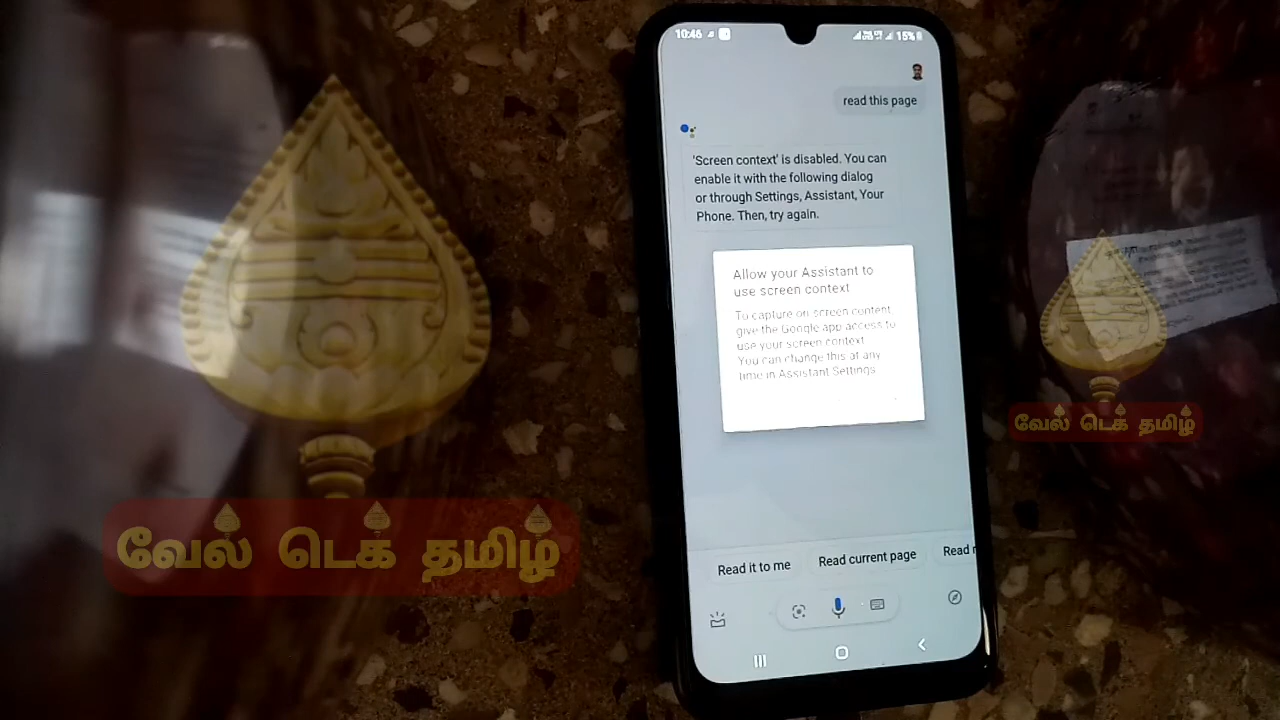 10:46
15%
read this page
'Screen context' is disabled. You can
enable it with the following dialog
or through Settings, Assistant, Your
Phone. Then, try again.
Allow your Assistant to
use screen context
To capture on screen content,
give the Google app access to
use your screen context.
You can change this at any
time in Assistant Settings.
Read it to me
Read current page
Read
வேல் டெக் தமிழ்
வேல் டெக் தமிழ்